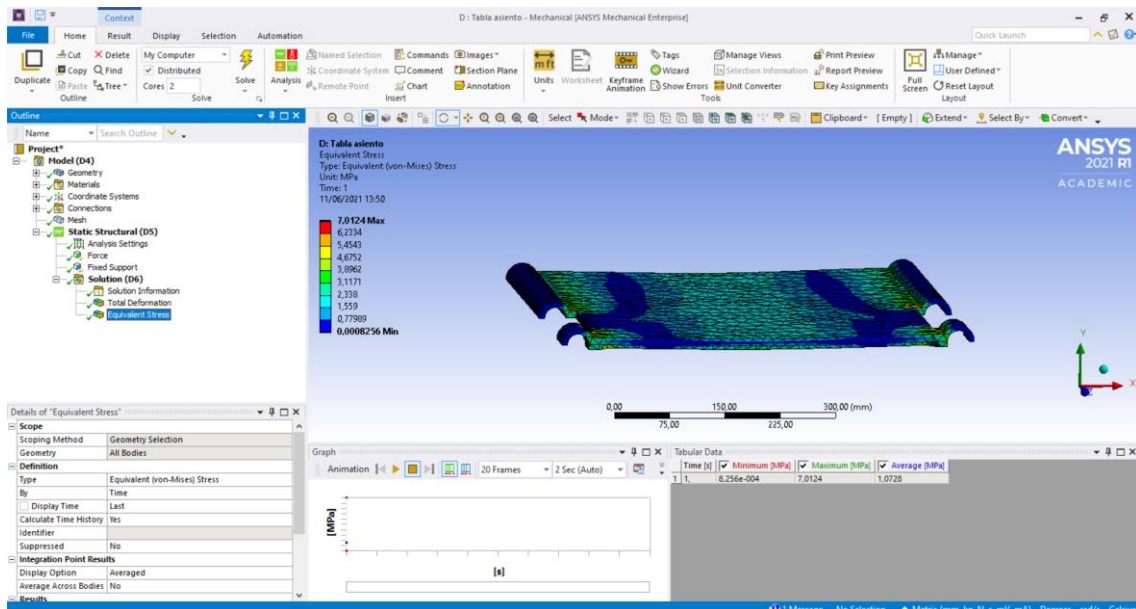 Context
D : Tabla asiento - Mechanical [ANSYS Mechanical Enterprise]
File Home Result Display Selection Automation
Quick Launch
Duplicate
Cut
Copy
Paste
Delete
Find
Tree
Outline
My Computer
Distributed
Cores 2
Solve
Solve
Analysis
Named Selection
Coordinate System
Remote Point
Commands
Comment
Chart
Images
Section Plane
Annotation
Insert
Units
Worksheet
Keyframe
Animation
Tags
Wizard
Show Errors
Manage Views
Selection Information
Unit Converter
Print Preview
Report Preview
Key Assignments
Tools
Full
Screen
Manage
User Defined
Reset Layout
Layout
Outline
Name Search Outline
Project*
Model (D4)
Geometry
Materials
Coordinate Systems
Connections
Mesh
Static Structural (D5)
Analysis Settings
Force
Fixed Support
Solution (D6)
Solution Information
Total Deformation
Equivalent Stress
Select Mode Clipboard [Empty] Extend Select By Convert
D: Tabla asiento
Equivalent Stress
Type: Equivalent (von-Mises) Stress
Unit: MPa
Time: 1
11/06/2021 13:50
7,0124 Max
6,2334
5,4543
4,6752
3,8962
3,1171
2,338
1,559
0,77989
0,0008256 Min
ANSYS
2021 R1
ACADEMIC
Y
X
Z
0,00 150,00 300,00 (mm)
75,00 225,00
Details of "Equivalent Stress"
Scope
Scoping Method Geometry Selection
Geometry All Bodies
Definition
Type Equivalent (von-Mises) Stress
By Time
Display Time Last
Calculate Time History Yes
Identifier
Suppressed No
Integration Point Results
Display Option Averaged
Average Across Bodies No
Results
Graph
Animation 20 Frames 2 Sec (Auto)
[MPa]
[s]
Tabular Data
Time [s] Minimum [MPa] Maximum [MPa] Average [MPa]
1 1, 8,256e-004 7,0124 1,0728
1 Message No Selection